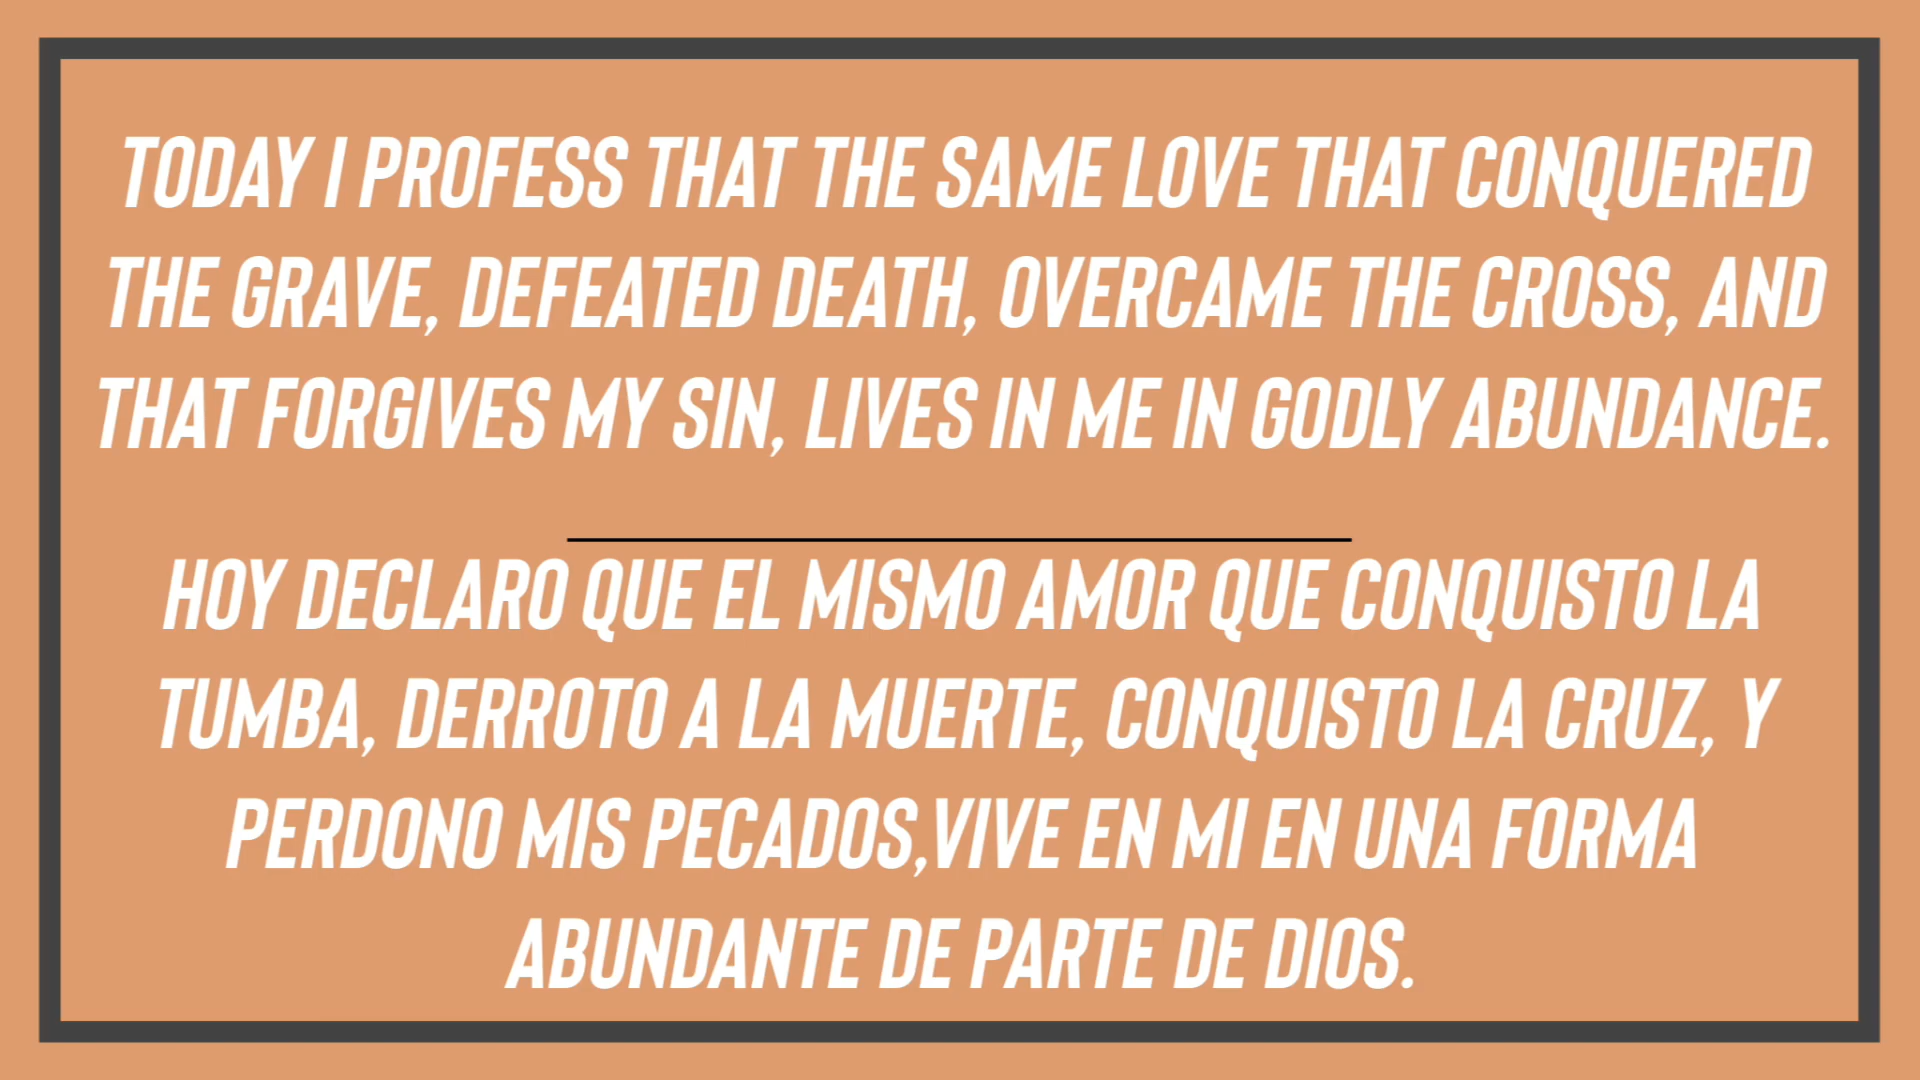 TODAY I PROFESS THAT THE SAME LOVE THAT CONQUERED
THE GRAVE, DEFEATED DEATH, OVERCAME THE CROSS, AND
THAT FORGIVES MY SIN, LIVES IN ME IN GODLY ABUNDANCE.
HOY DECLARO QUE EL MISMO AMOR QUE CONQUISTO LA
TUMBA, DERROTO A LA MUERTE, CONQUISTO LA CRUZ, Y
PERDONO MIS PECADOS,VIVE EN MI EN UNA FORMA
ABUNDANTE DE PARTE DE DIOS.